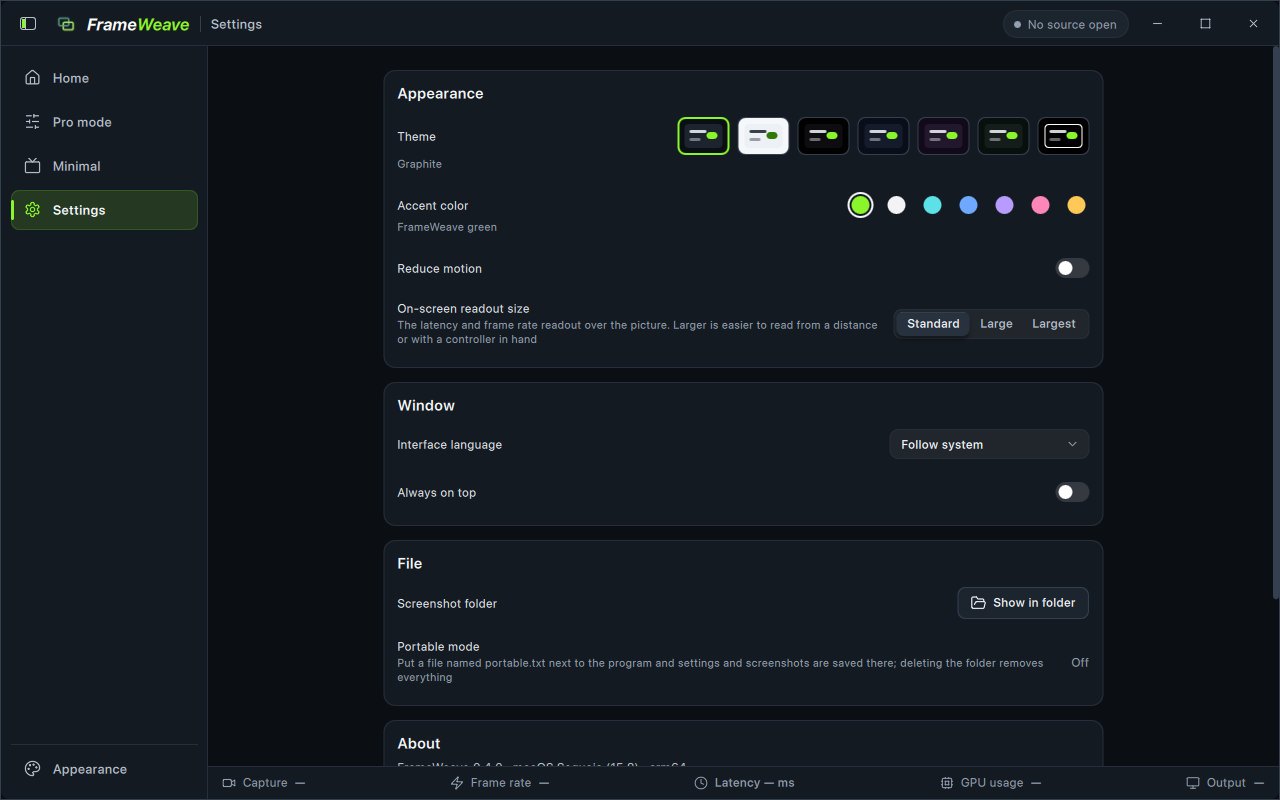 FrameWeave
Settings
No source open
Home
Pro mode
Minimal
Settings
Appearance
Appearance
Theme
Graphite
Accent color
FrameWeave green
Reduce motion
On-screen readout size
The latency and frame rate readout over the picture. Larger is easier to read from a distance
or with a controller in hand
Standard
Large
Largest
Window
Interface language
Follow system
Always on top
File
Screenshot folder
Show in folder
Portable mode
Put a file named portable.txt next to the program and settings and screenshots are saved there; deleting the folder removes
everything
Off
About
Capture —
Frame rate —
Latency — ms
GPU usage —
Output —